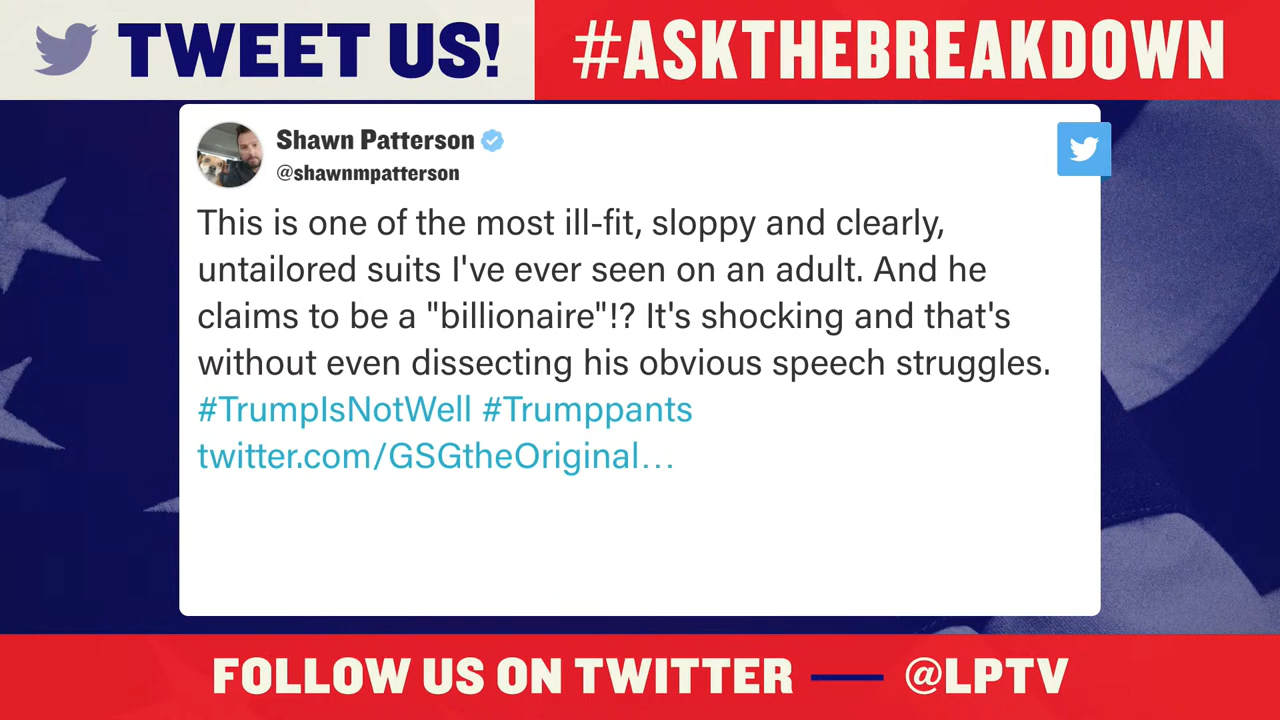 TWEET US!
#ASKTHEBREAKDOWN
Shawn Patterson
@shawnmpatterson
This is one of the most ill-fit, sloppy and clearly,
untailored suits I've ever seen on an adult. And he
claims to be a "billionaire"!? It's shocking and that's
without even dissecting his obvious speech struggles.
#TrumpIsNotWell #Trumppants
twitter.com/GSGtheOriginal…
FOLLOW US ON TWITTER — @LPTV